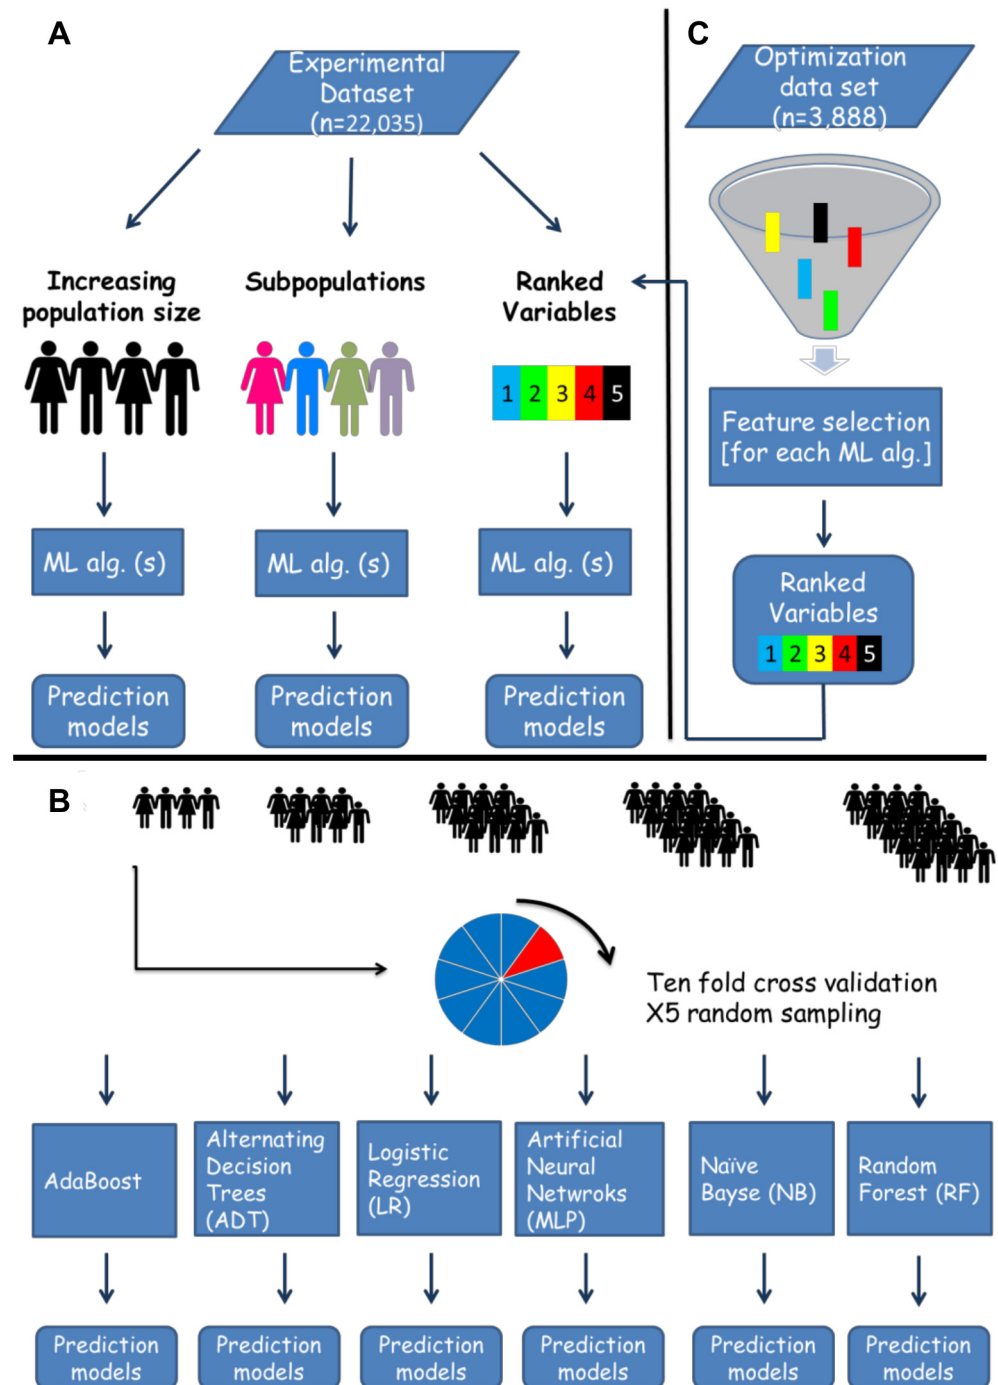 A
Experimental
Dataset
(n=22,035)
Increasing
population size
Subpopulations
Ranked
Variables
1 2 3 4 5
ML alg. (s)
ML alg. (s)
ML alg. (s)
Prediction
models
Prediction
models
Prediction
models
C
Optimization
data set
(n=3,888)
Feature selection
[for each ML alg.]
Ranked
Variables
1 2 3 4 5
B
Ten fold cross validation
X5 random sampling
AdaBoost
Alternating
Decision
Trees
(ADT)
Logistic
Regression
(LR)
Artificial
Neural
Netwroks
(MLP)
Naïve
Bayse (NB)
Random
Forest (RF)
Prediction
models
Prediction
models
Prediction
models
Prediction
models
Prediction
models
Prediction
models